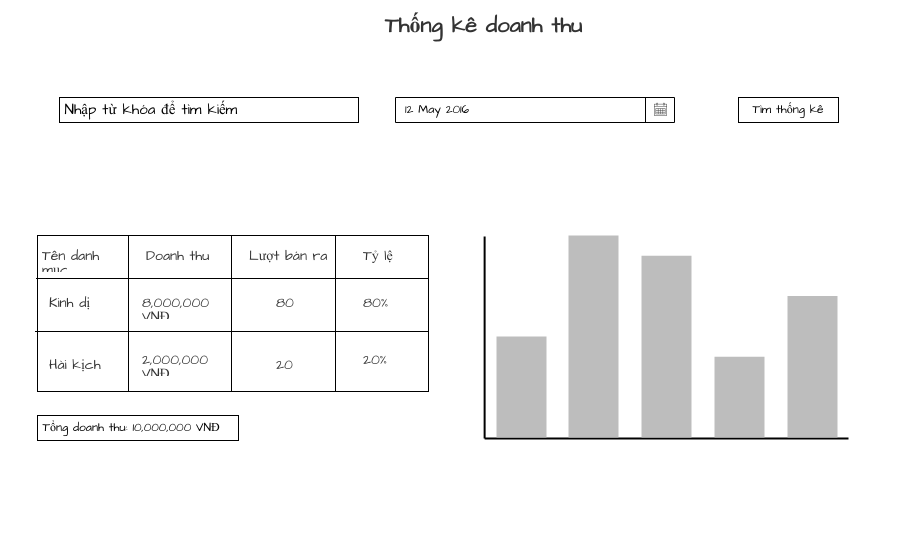 Thống kê doanh thu
Nhập từ khóa để tìm kiếm
12 May 2016
Tìm thống kê
Tên danh mục
Doanh thu
Lượt bán ra
Tỷ lệ
Kinh dị
8,000,000 VNĐ
80
80%
Hài kịch
2,000,000 VNĐ
20
20%
Tổng doanh thu: 10,000,000 VNĐ